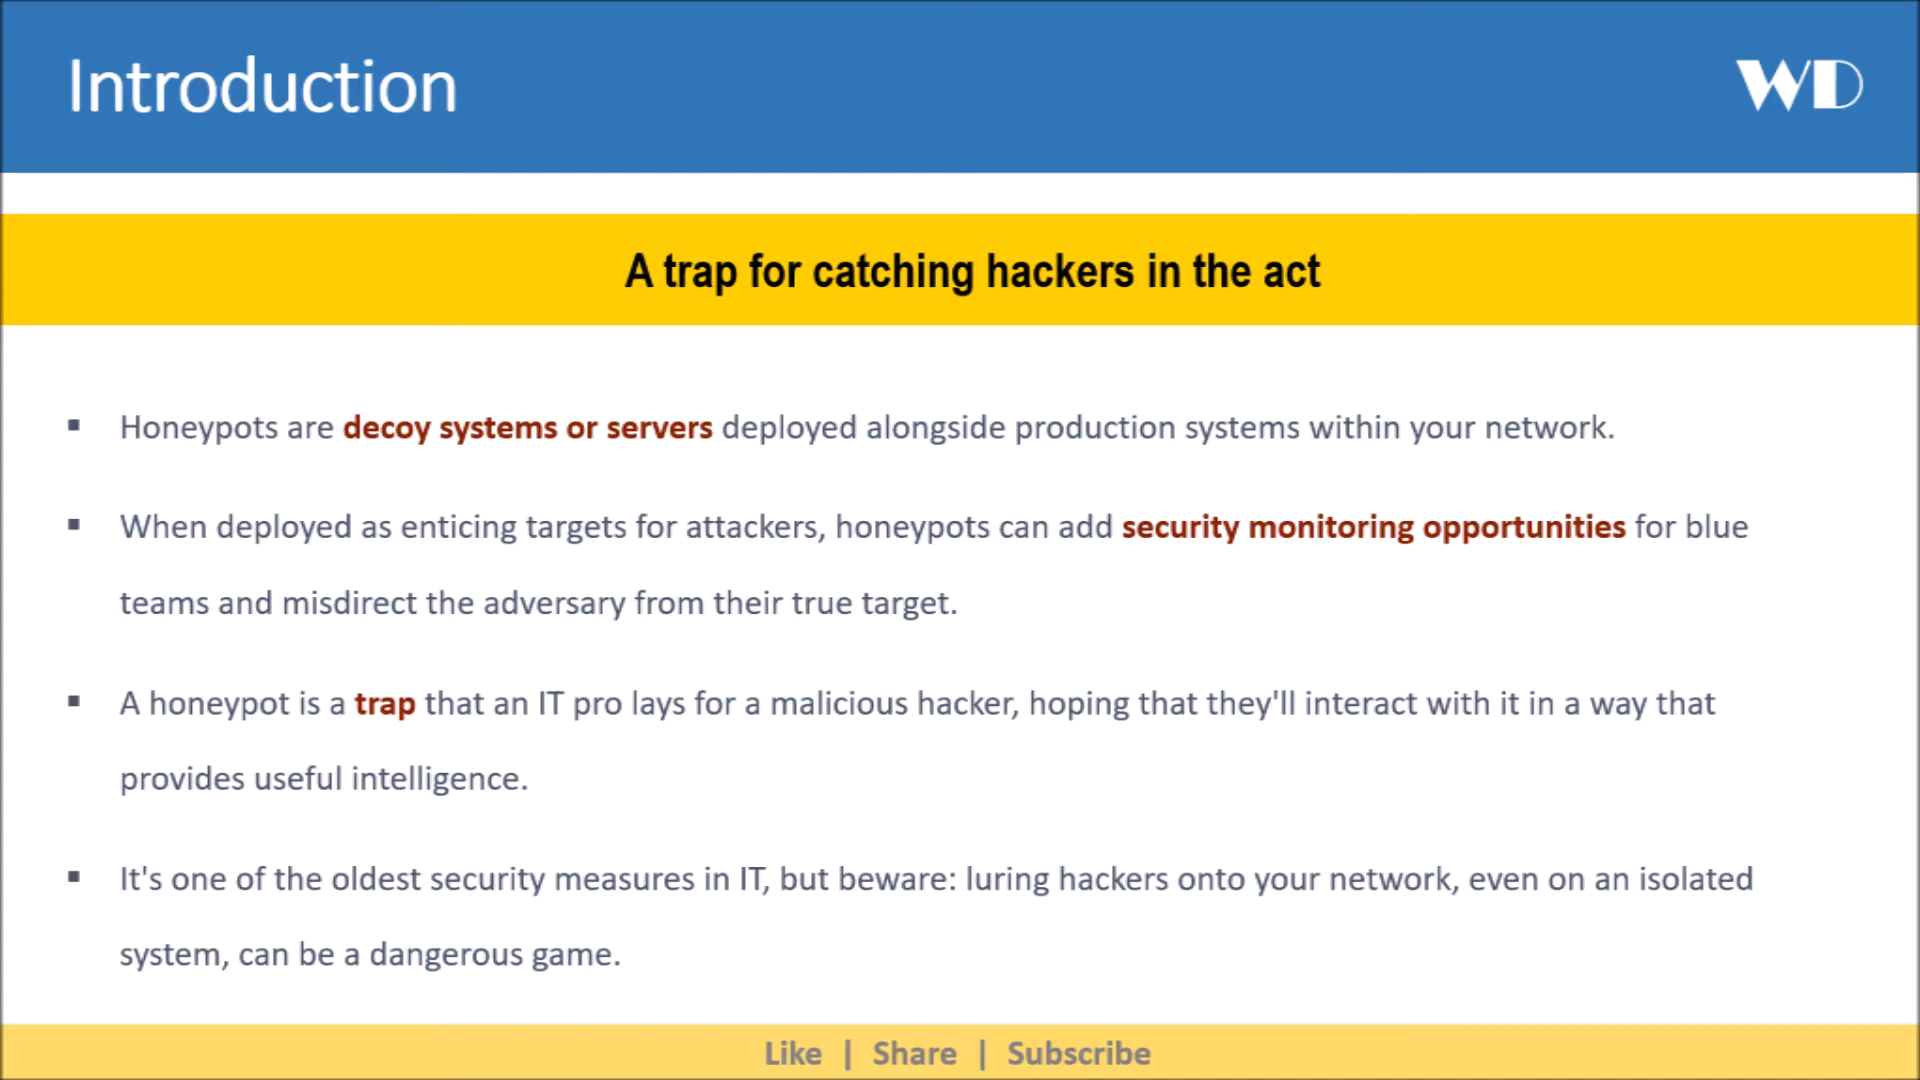 Introduction
WD
A trap for catching hackers in the act
▪ Honeypots are decoy systems or servers deployed alongside production systems within your network.
▪ When deployed as enticing targets for attackers, honeypots can add security monitoring opportunities for blue
teams and misdirect the adversary from their true target.
▪ A honeypot is a trap that an IT pro lays for a malicious hacker, hoping that they'll interact with it in a way that
provides useful intelligence.
▪ It's one of the oldest security measures in IT, but beware: luring hackers onto your network, even on an isolated
system, can be a dangerous game.
Like | Share | Subscribe